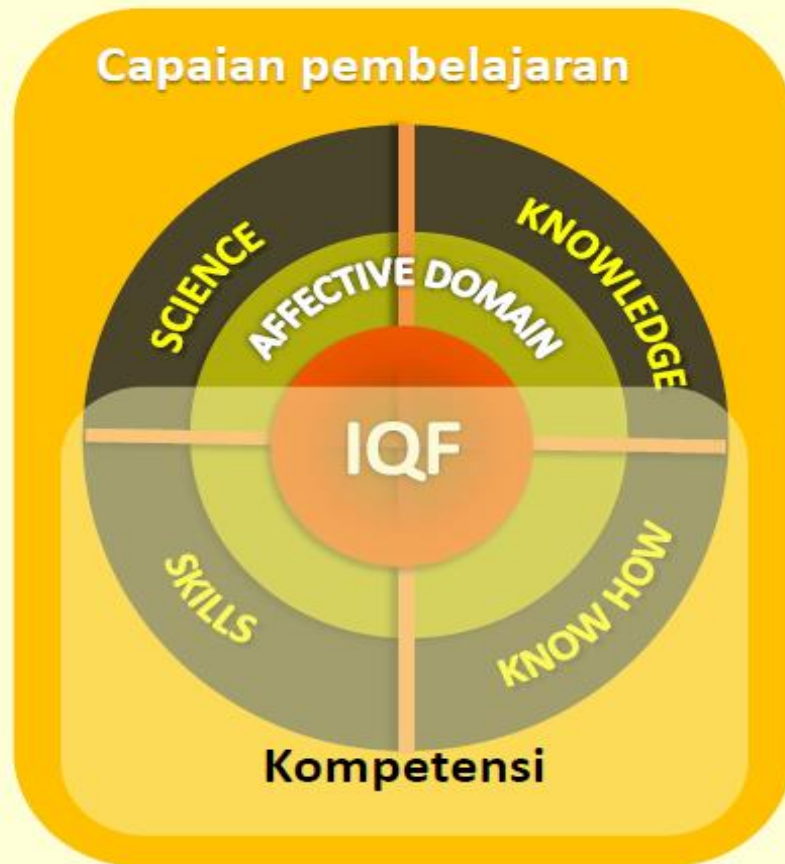 Capaian pembelajaran
SCIENCE
KNOWLEDGE
AFFECTIVE DOMAIN
IQF
SKILLS
KNOW HOW
Kompetensi